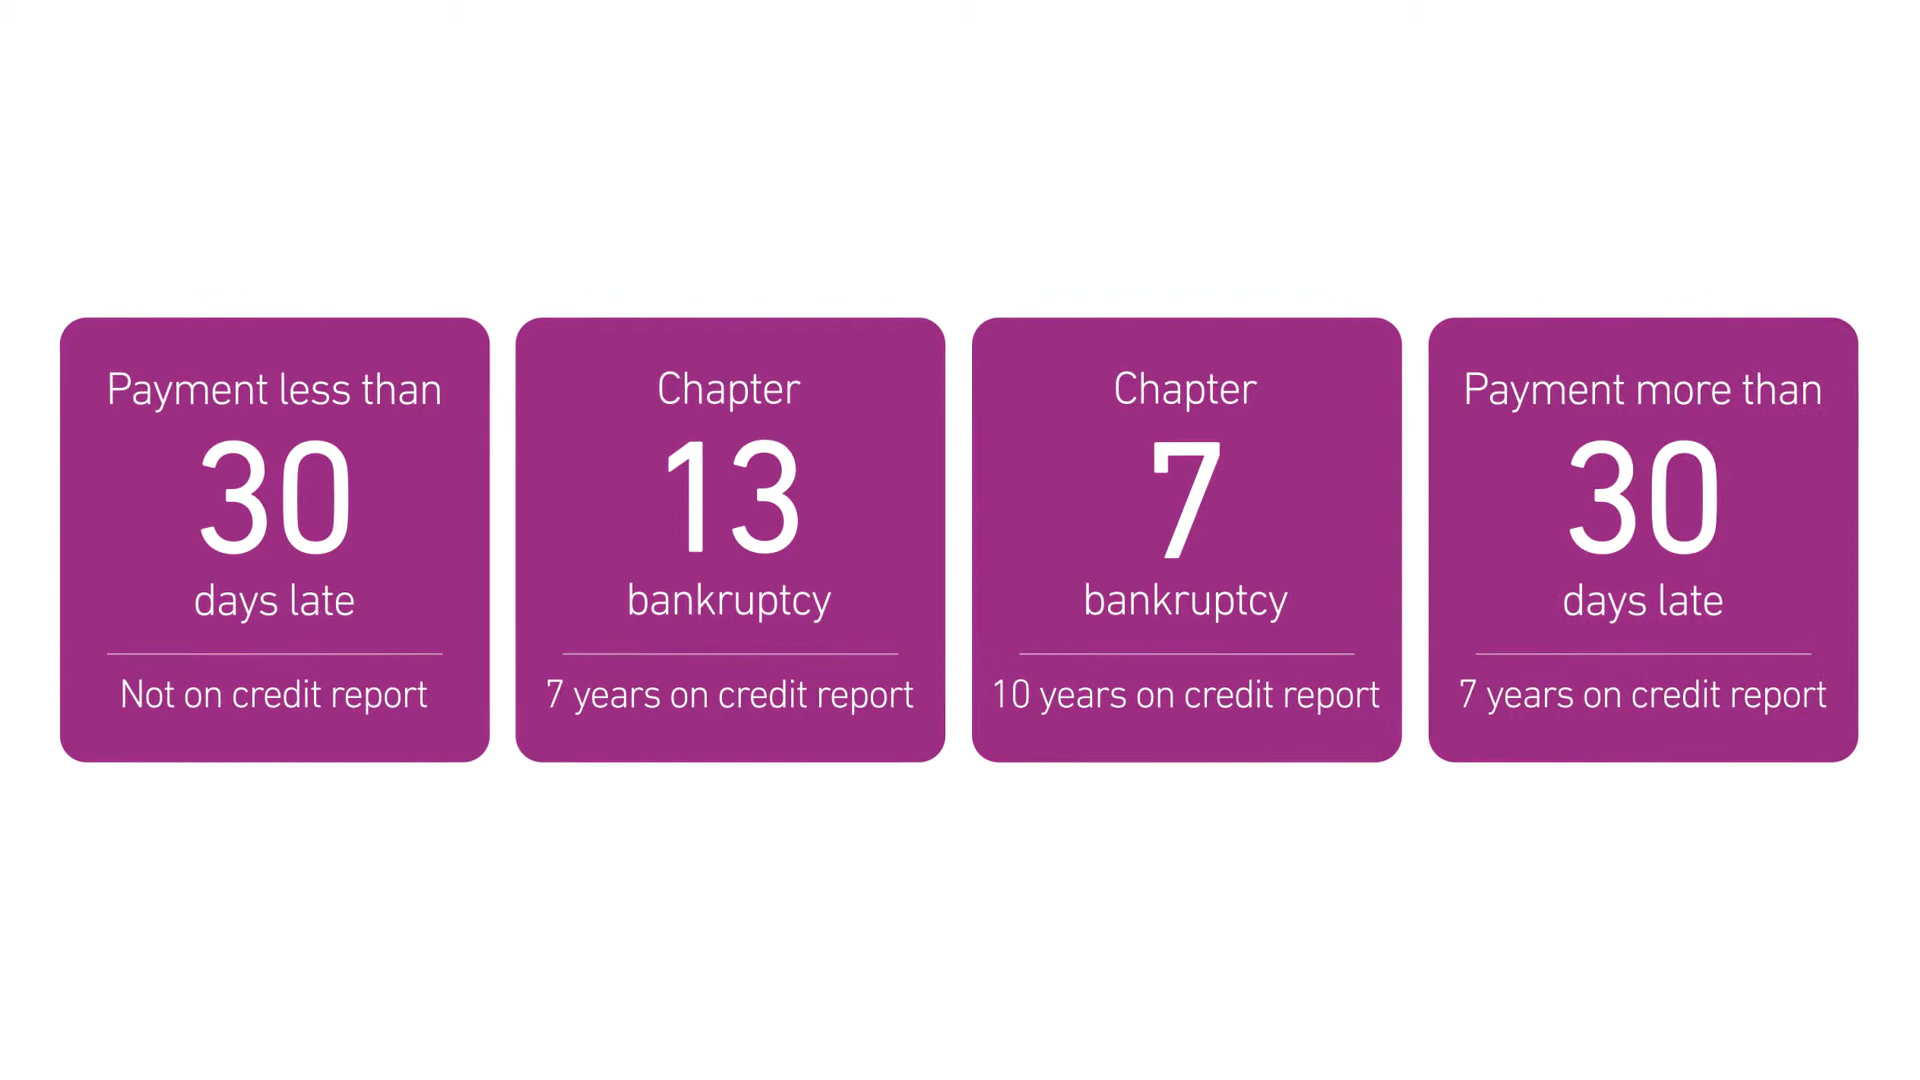 Payment less than
30
days late
Not on credit report
Chapter
13
bankruptcy
7 years on credit report
Chapter
7
bankruptcy
10 years on credit report
Payment more than
30
days late
7 years on credit report